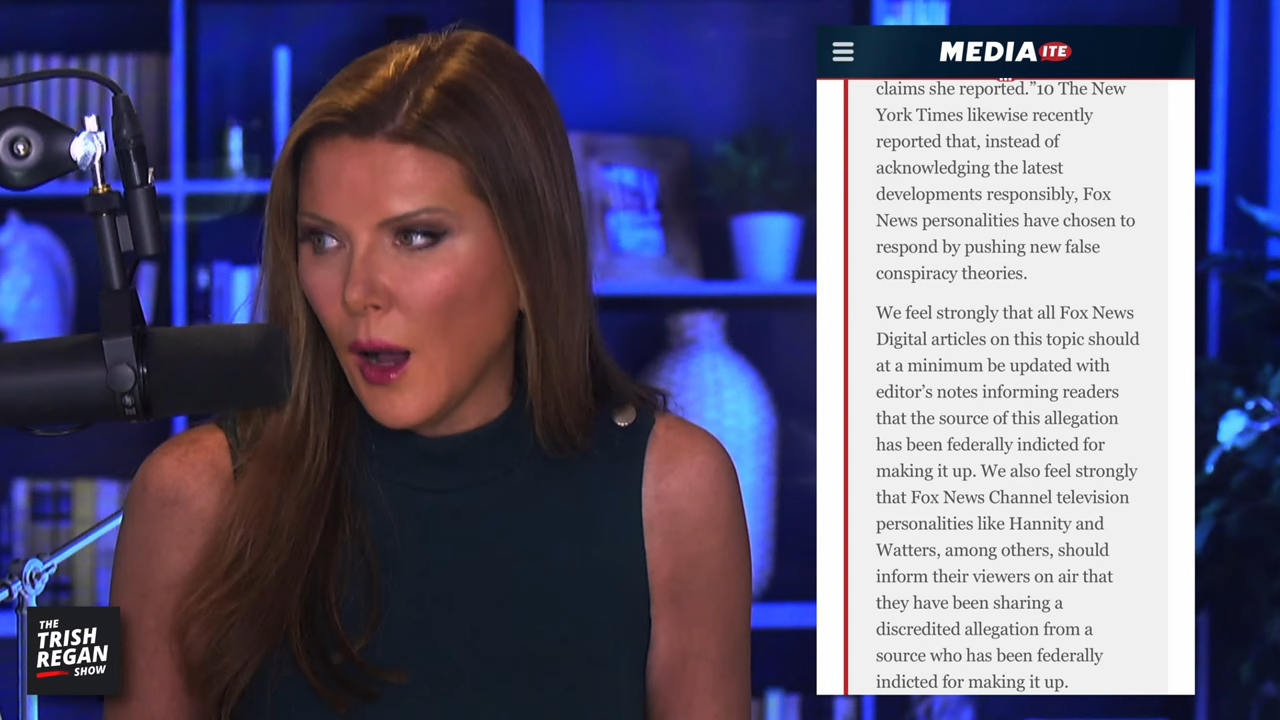 MEDIAITE
claims she reported.”10 The New
York Times likewise recently
reported that, instead of
acknowledging the latest
developments responsibly, Fox
News personalities have chosen to
respond by pushing new false
conspiracy theories.
We feel strongly that all Fox News
Digital articles on this topic should
at a minimum be updated with
editor’s notes informing readers
that the source of this allegation
has been federally indicted for
making it up. We also feel strongly
that Fox News Channel television
personalities like Hannity and
Watters, among others, should
inform their viewers on air that
they have been sharing a
discredited allegation from a
source who has been federally
indicted for making it up.
THE
TRISH
REGAN
SHOW